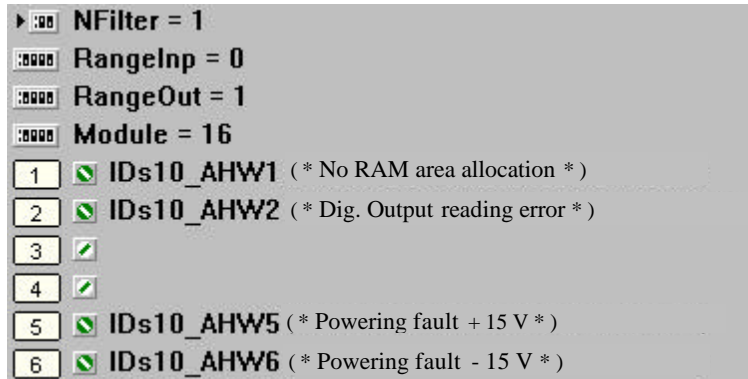 NFilter = 1
RangeInp = 0
RangeOut = 1
Module = 16
1 IDs10_AHW1 (* No RAM area allocation *)
2 IDs10_AHW2 (* Dig. Output reading error *)
3
4
5 IDs10_AHW5 (* Powering fault + 15 V *)
6 IDs10_AHW6 (* Powering fault - 15 V *)